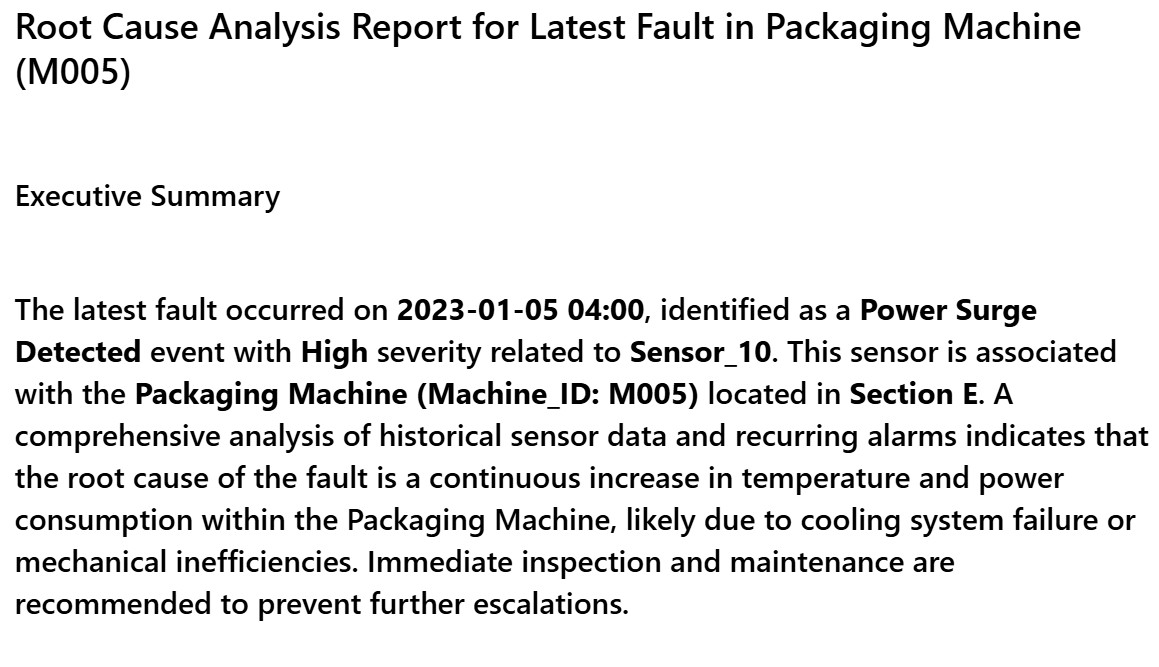 Root Cause Analysis Report for Latest Fault in Packaging Machine
(M005)
Executive Summary
The latest fault occurred on 2023-01-05 04:00, identified as a Power Surge
Detected event with High severity related to Sensor_10. This sensor is associated
with the Packaging Machine (Machine_ID: M005) located in Section E. A
comprehensive analysis of historical sensor data and recurring alarms indicates that
the root cause of the fault is a continuous increase in temperature and power
consumption within the Packaging Machine, likely due to cooling system failure or
mechanical inefficiencies. Immediate inspection and maintenance are
recommended to prevent further escalations.